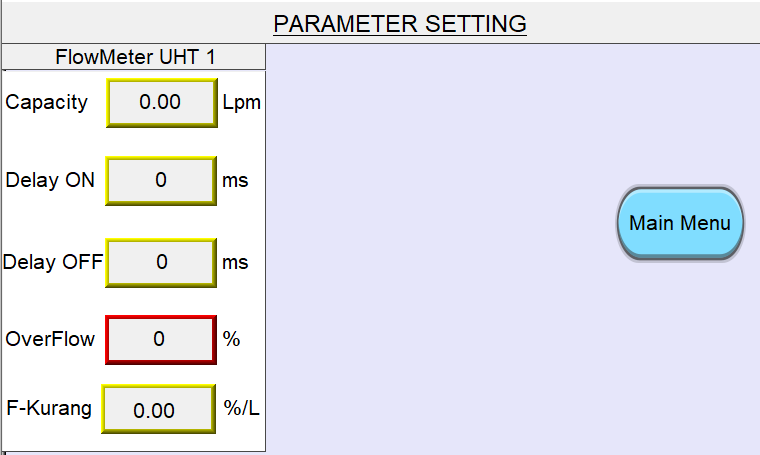 PARAMETER SETTING
FlowMeter UHT 1
Capacity 0.00 Lpm
Delay ON 0 ms
Main Menu
Delay OFF 0 ms
OverFlow 0 %
F-Kurang 0.00 %/L